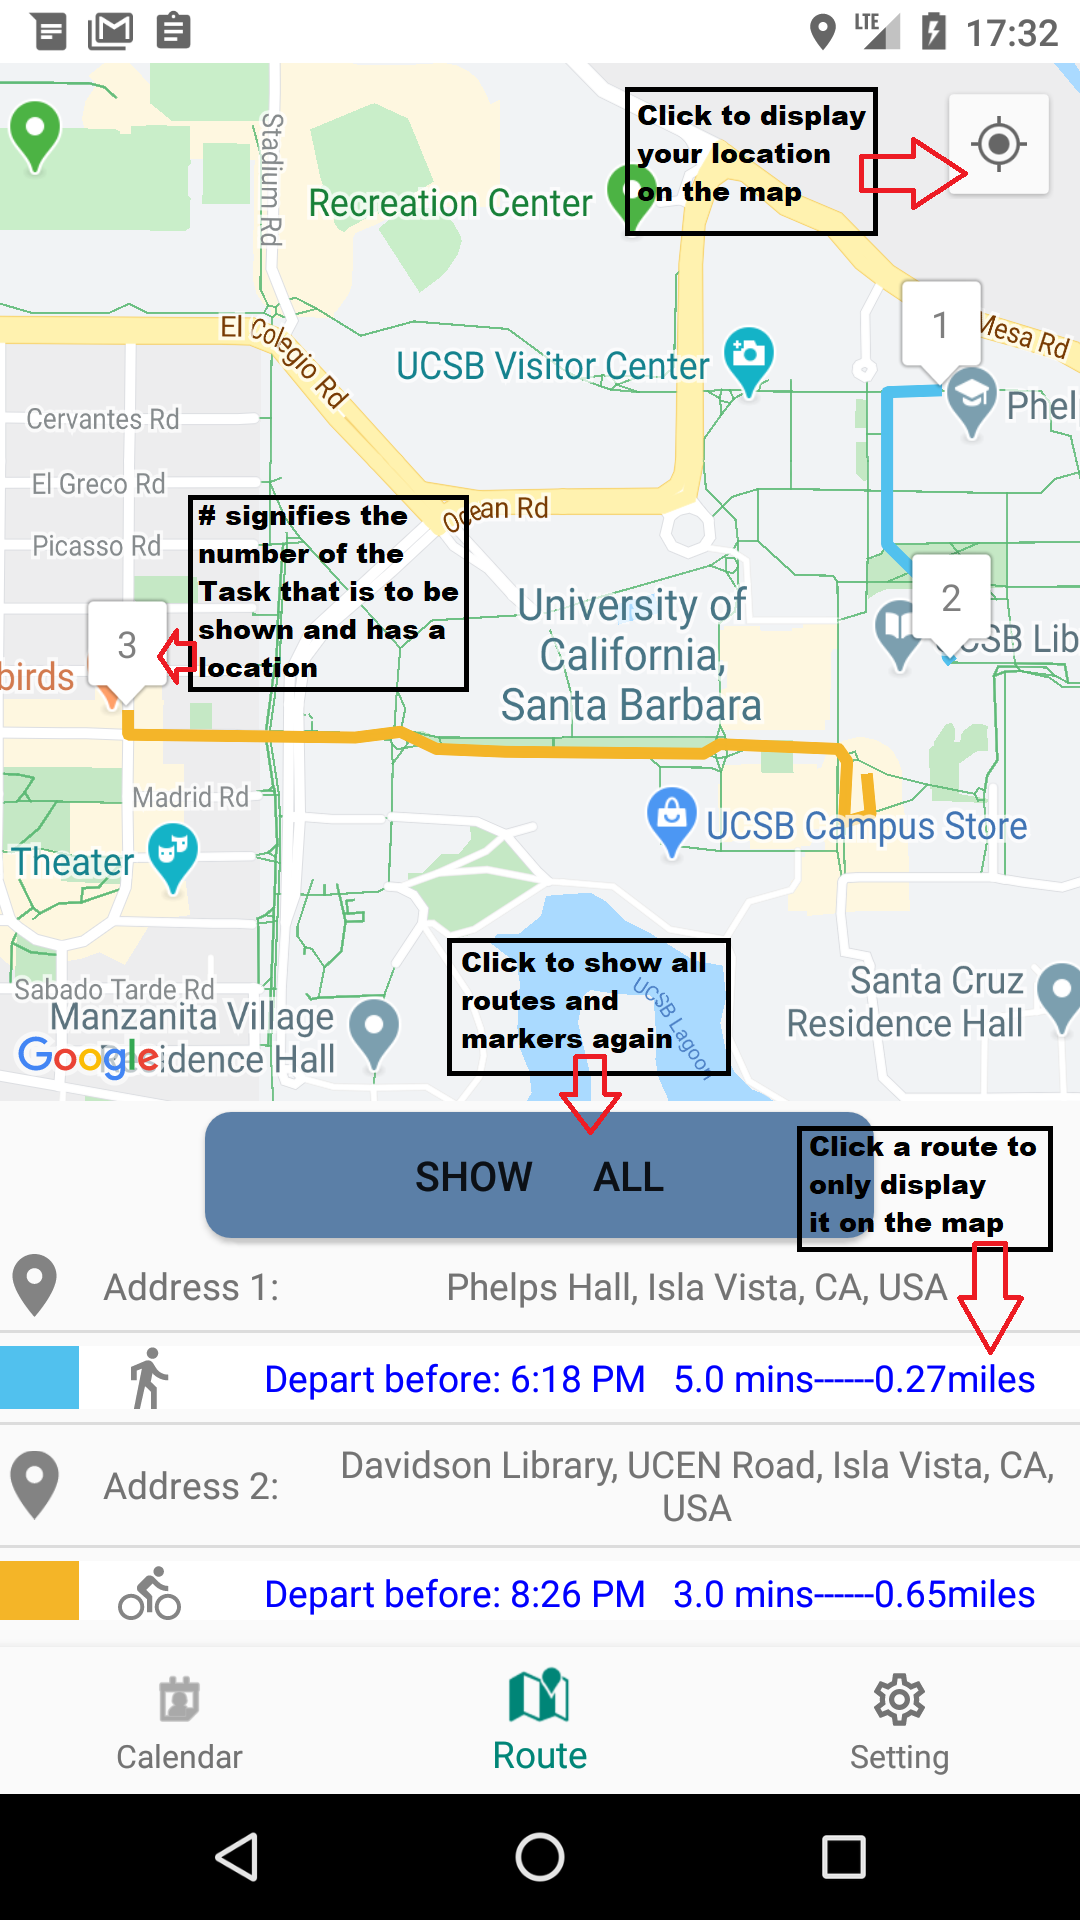 LTE 17:32
Click to display
your location
on the map
Stadium Rd
Recreation Center
1
Mesa Rd
El Colegio Rd
UCSB Visitor Center
Phel
Cervantes Rd
El Greco Rd
Ocean Rd
# signifies the
number of the
Task that is to be
shown and has a
location
Picasso Rd
2
University of
California,
Santa Barbara
3
birds
UCSB Lib
Madrid Rd
UCSB Campus Store
Theater
Click to show all
routes and
markers again
UCSB Lagoon
Santa Cruz
Residence Hall
Sabado Tarde Rd
Manzanita Village
Residence Hall
Google
SHOW ALL
Click a route to
only display
it on the map
Address 1: Phelps Hall, Isla Vista, CA, USA
Depart before: 6:18 PM 5.0 mins------0.27miles
Address 2: Davidson Library, UCEN Road, Isla Vista, CA,
USA
Depart before: 8:26 PM 3.0 mins------0.65miles
Calendar
Route
Setting